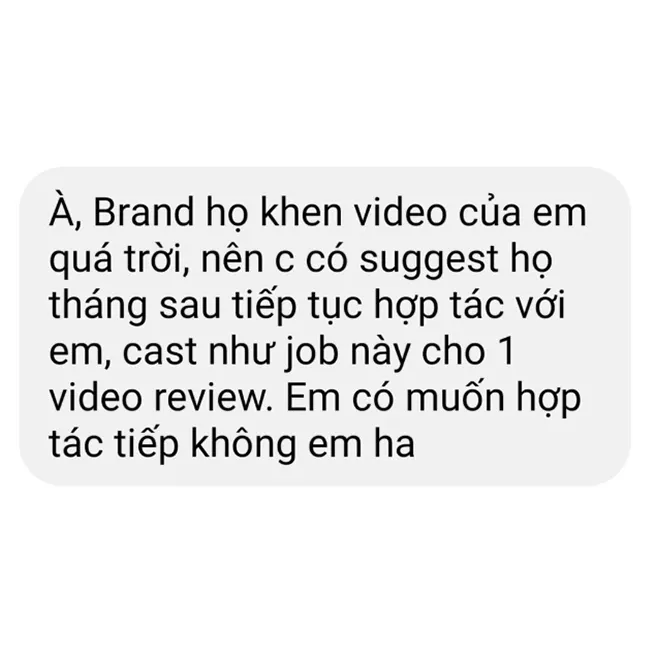 À, Brand họ khen video của em
quá trời, nên c có suggest họ
tháng sau tiếp tục hợp tác với
em, cast như job này cho 1
video review. Em có muốn hợp
tác tiếp không em ha